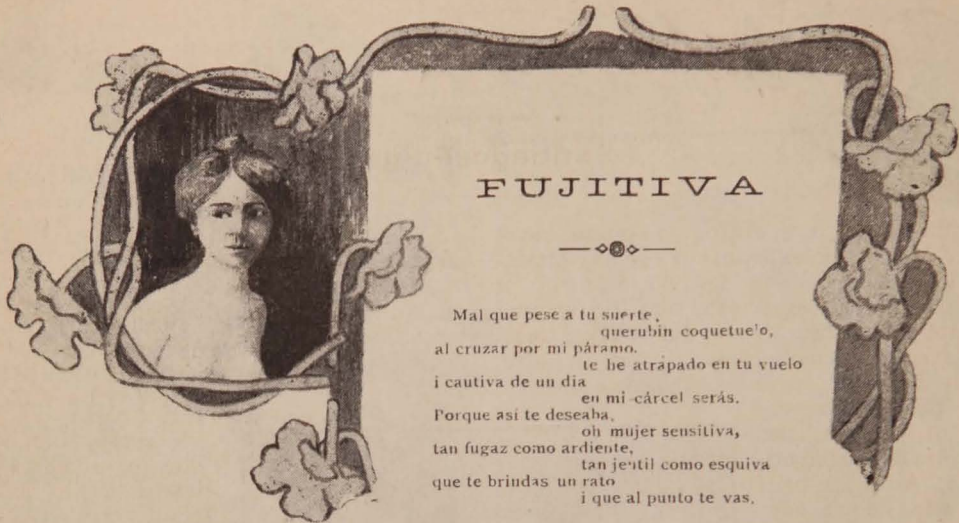 FUJITIVA
Mal que pese a tu suerte,
querubin coquetue'o,
al cruzar por mi páramo.
te he atrapado en tu vuelo
i cautiva de un dia
en mi cárcel serás.
Porque así te deseaba,
oh mujer sensitiva,
tan fugaz como ardiente,
tan jentil como esquiva
que te brindas un rato
i que al punto te vas.